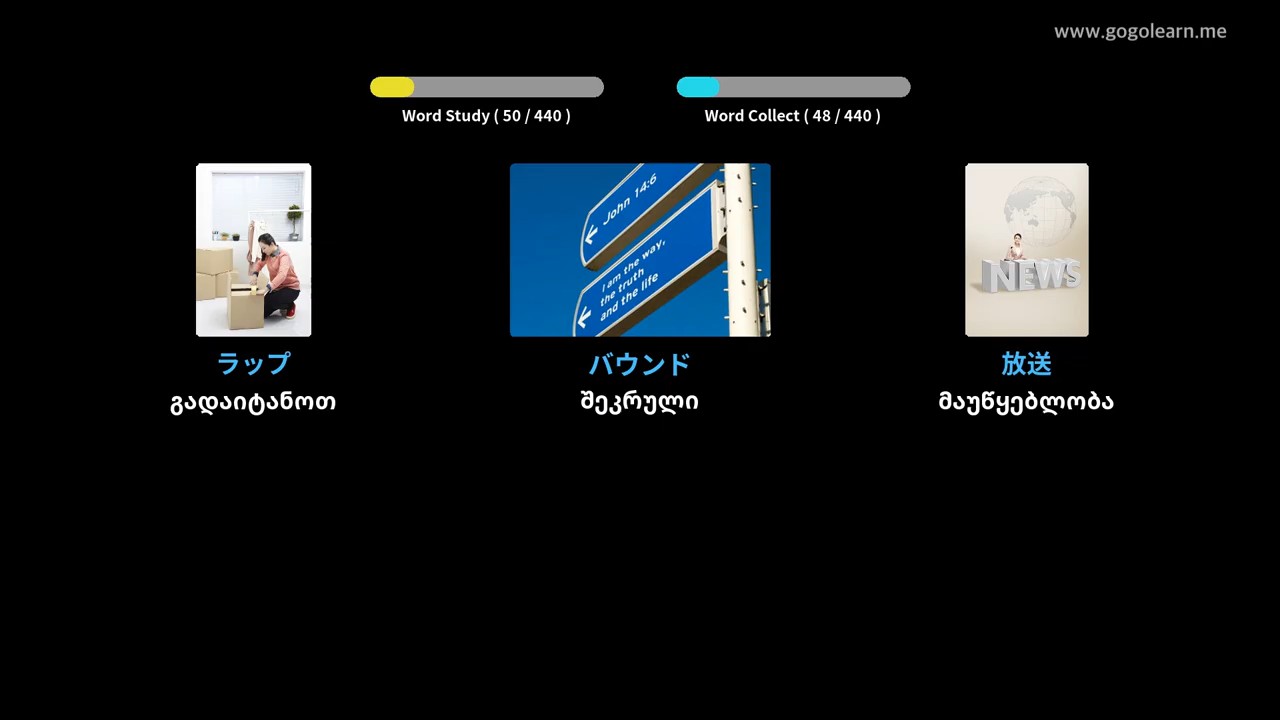 www.gogolearn.me
Word Study ( 50 / 440 )
Word Collect ( 48 / 440 )
John 14:6
I am the way,
the truth
and the life
NEWS
ラップ
バウンド
放送
გადაიტანოთ
შეკრული
მაუწყებლობა